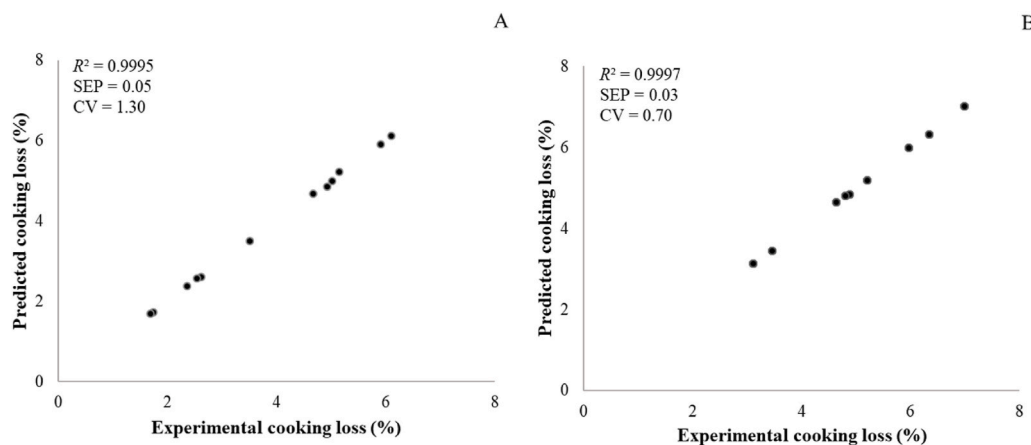 A
R² = 0.9995
SEP = 0.05
CV = 1.30
Predicted cooking loss (%)
8
6
4
2
0
0 2 4 6 8
Experimental cooking loss (%)
B
R² = 0.9997
SEP = 0.03
CV = 0.70
Predicted cooking loss (%)
8
6
4
2
0
0 2 4 6 8
Experimental cooking loss (%)